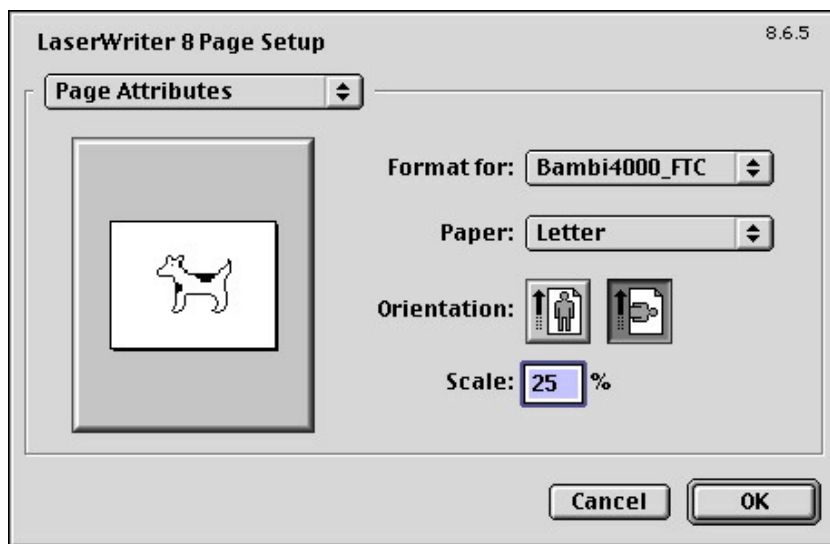 LaserWriter 8 Page Setup
8.6.5
Page Attributes
Format for: Bambi4000_FTC
Paper: Letter
Orientation:
Scale: 25 %
Cancel OK